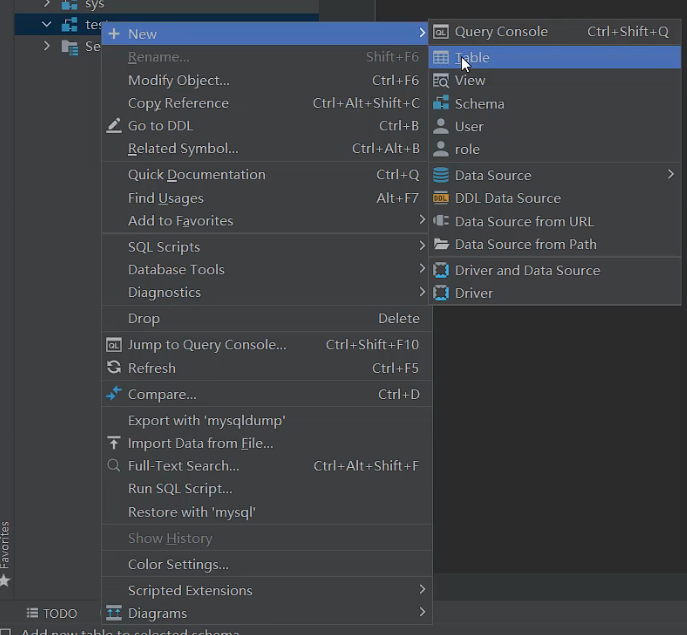 sys
New
Rename... Shift+F6
Modify Object... Ctrl+F6
Copy Reference Ctrl+Alt+Shift+C
Go to DDL Ctrl+B
Related Symbol... Ctrl+Alt+B
Quick Documentation Ctrl+Q
Find Usages Alt+F7
Add to Favorites
SQL Scripts
Database Tools
Diagnostics
Drop Delete
QL Jump to Query Console... Ctrl+Shift+F10
Refresh Ctrl+F5
Compare... Ctrl+D
Export with 'mysqldump'
Import Data from File...
Full-Text Search... Ctrl+Alt+Shift+F
Run SQL Script...
Restore with 'mysql'
Show History
Color Settings...
Scripted Extensions
Diagrams
QL Query Console Ctrl+Shift+Q
Table
View
Schema
User
role
Data Source
DDL DDL Data Source
Data Source from URL
Data Source from Path
Driver and Data Source
Driver
Favorites
TODO
Add new table to selected schema